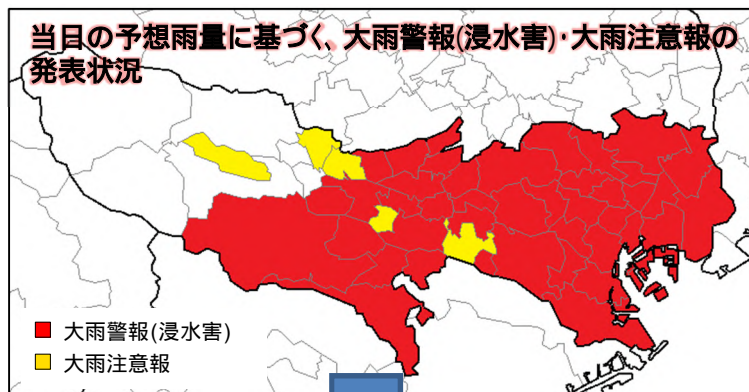 当日の予想雨量に基づく、大雨警報(浸水害)・大雨注意報の
発表状況
大雨警報(浸水害)
大雨注意報